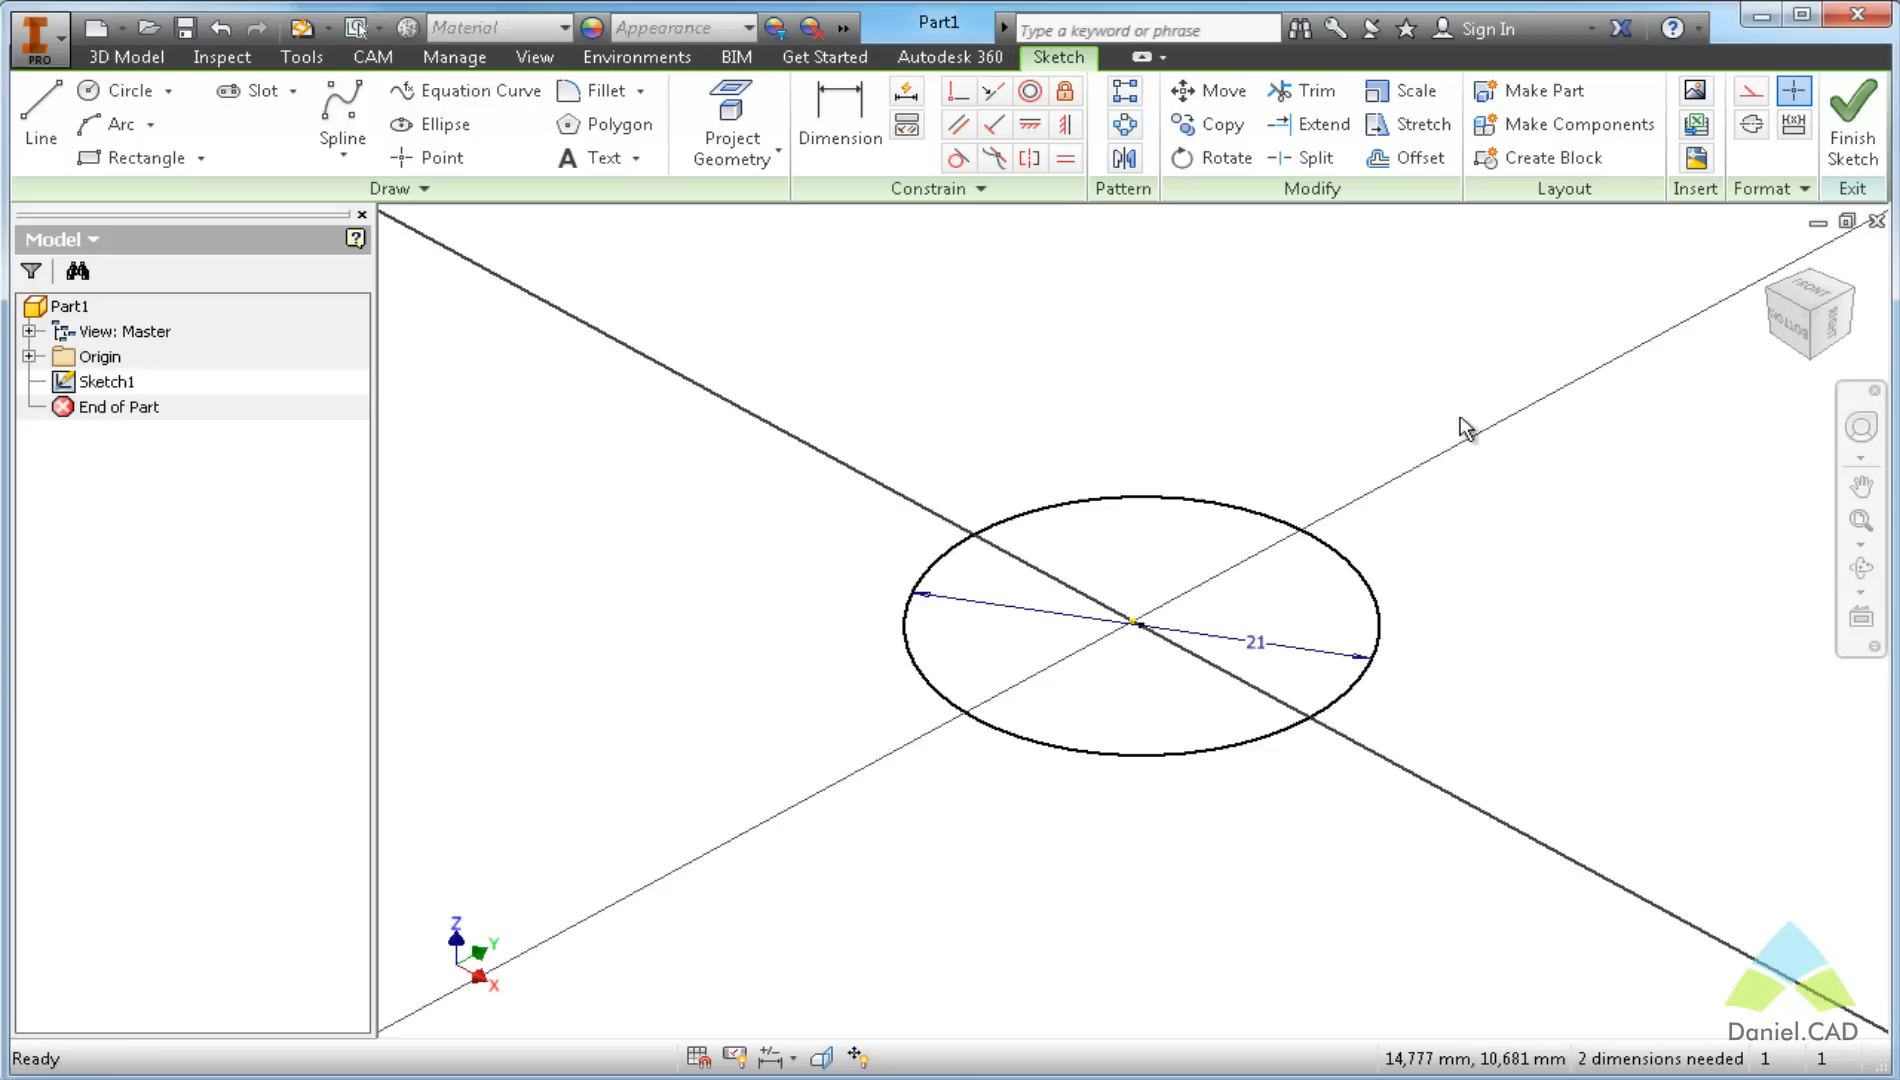 PRO
Material
Appearance
Part1
Type a keyword or phrase
Sign In
3D Model
Inspect
Tools
CAM
Manage
View
Environments
BIM
Get Started
Autodesk 360
Sketch
Line
Circle
Arc
Rectangle
Slot
Spline
Equation Curve
Ellipse
Point
Fillet
Polygon
A Text
Project
Geometry
Dimension
Move
Copy
Rotate
Trim
Extend
Split
Scale
Stretch
Offset
Make Part
Make Components
Create Block
Finish
Sketch
Draw
Constrain
Pattern
Modify
Layout
Insert
Format
Exit
Model
Part1
View: Master
Origin
Sketch1
End of Part
FRONT
BOTTOM
RIGHT
21
Z
Y
X
Daniel.CAD
Ready
14,777 mm, 10,681 mm
2 dimensions needed
1
1